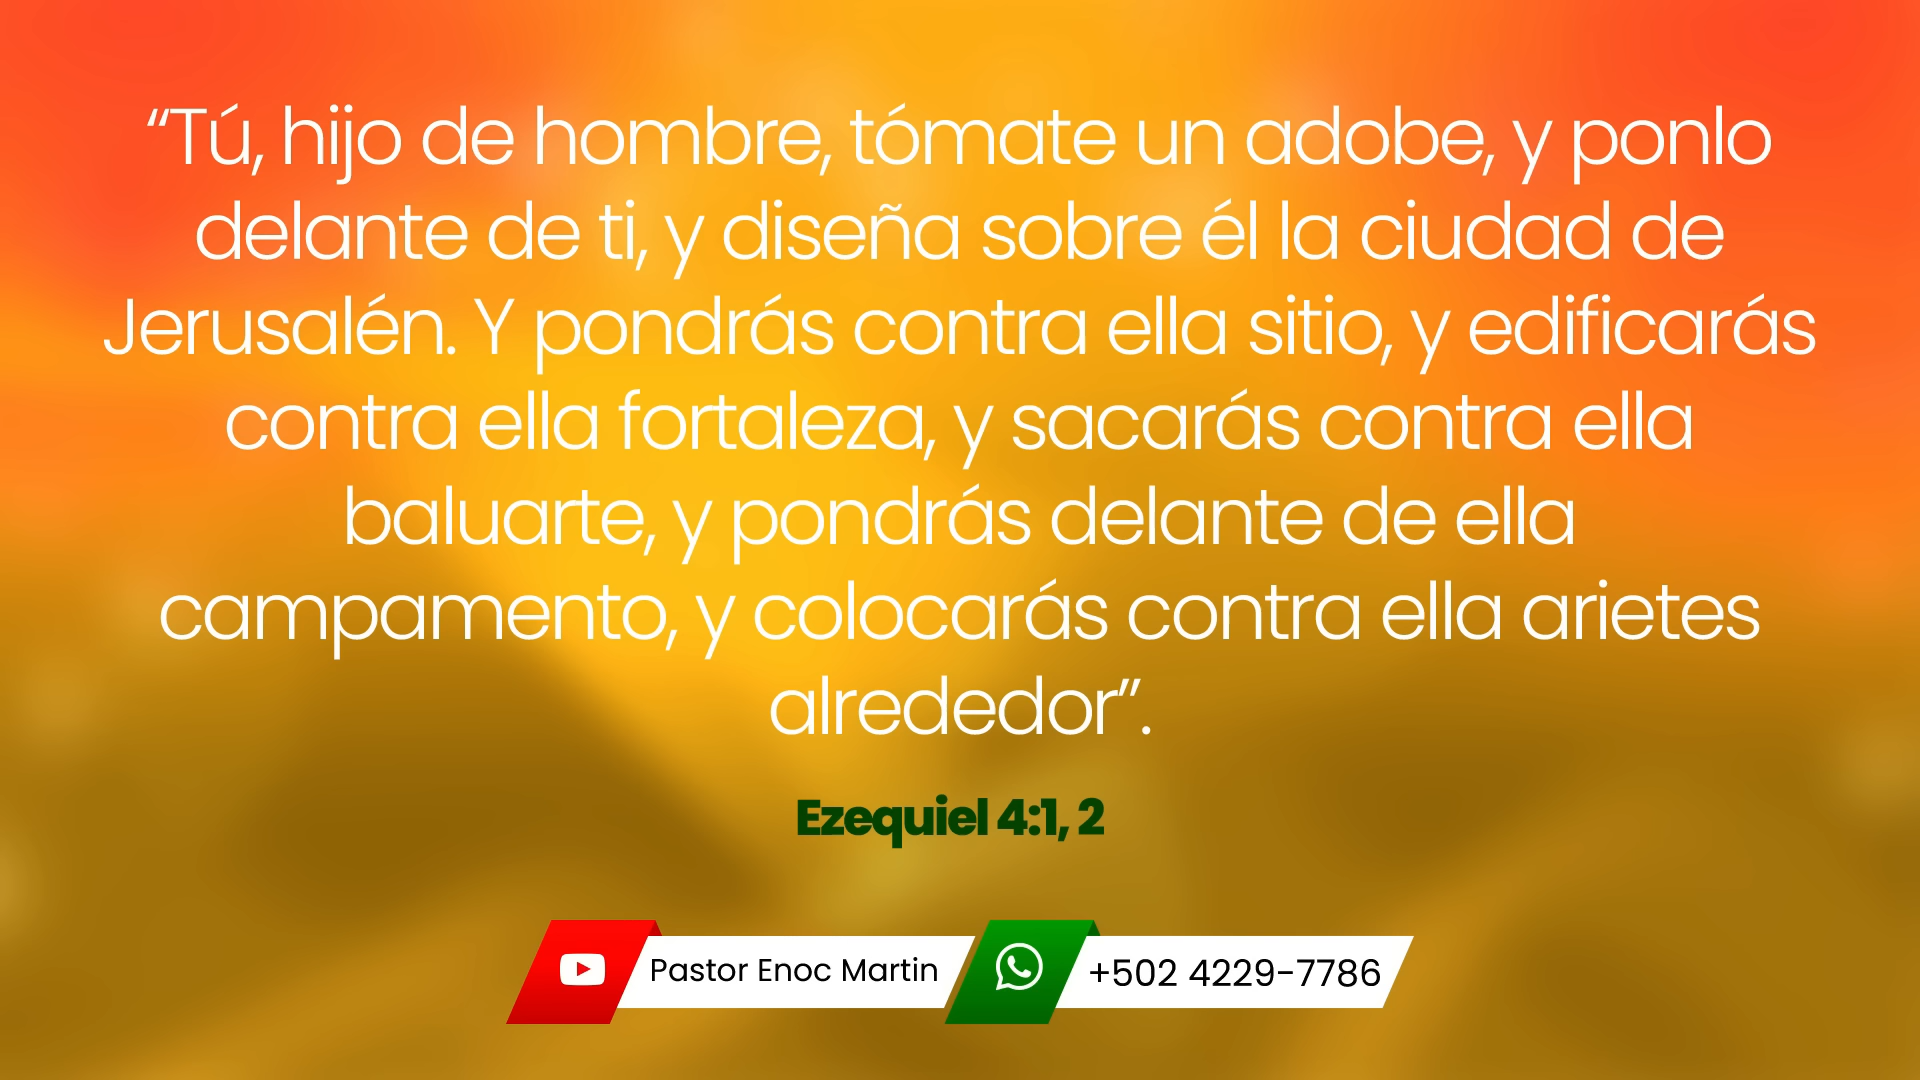 “Tú, hijo de hombre, tómate un adobe, y ponlo
delante de ti, y diseña sobre él la ciudad de
Jerusalén. Y pondrás contra ella sitio, y edificarás
contra ella fortaleza, y sacarás contra ella
baluarte, y pondrás delante de ella
campamento, y colocarás contra ella arietes
alrededor”.
Ezequiel 4:1, 2
Pastor Enoc Martin
+502 4229-7786